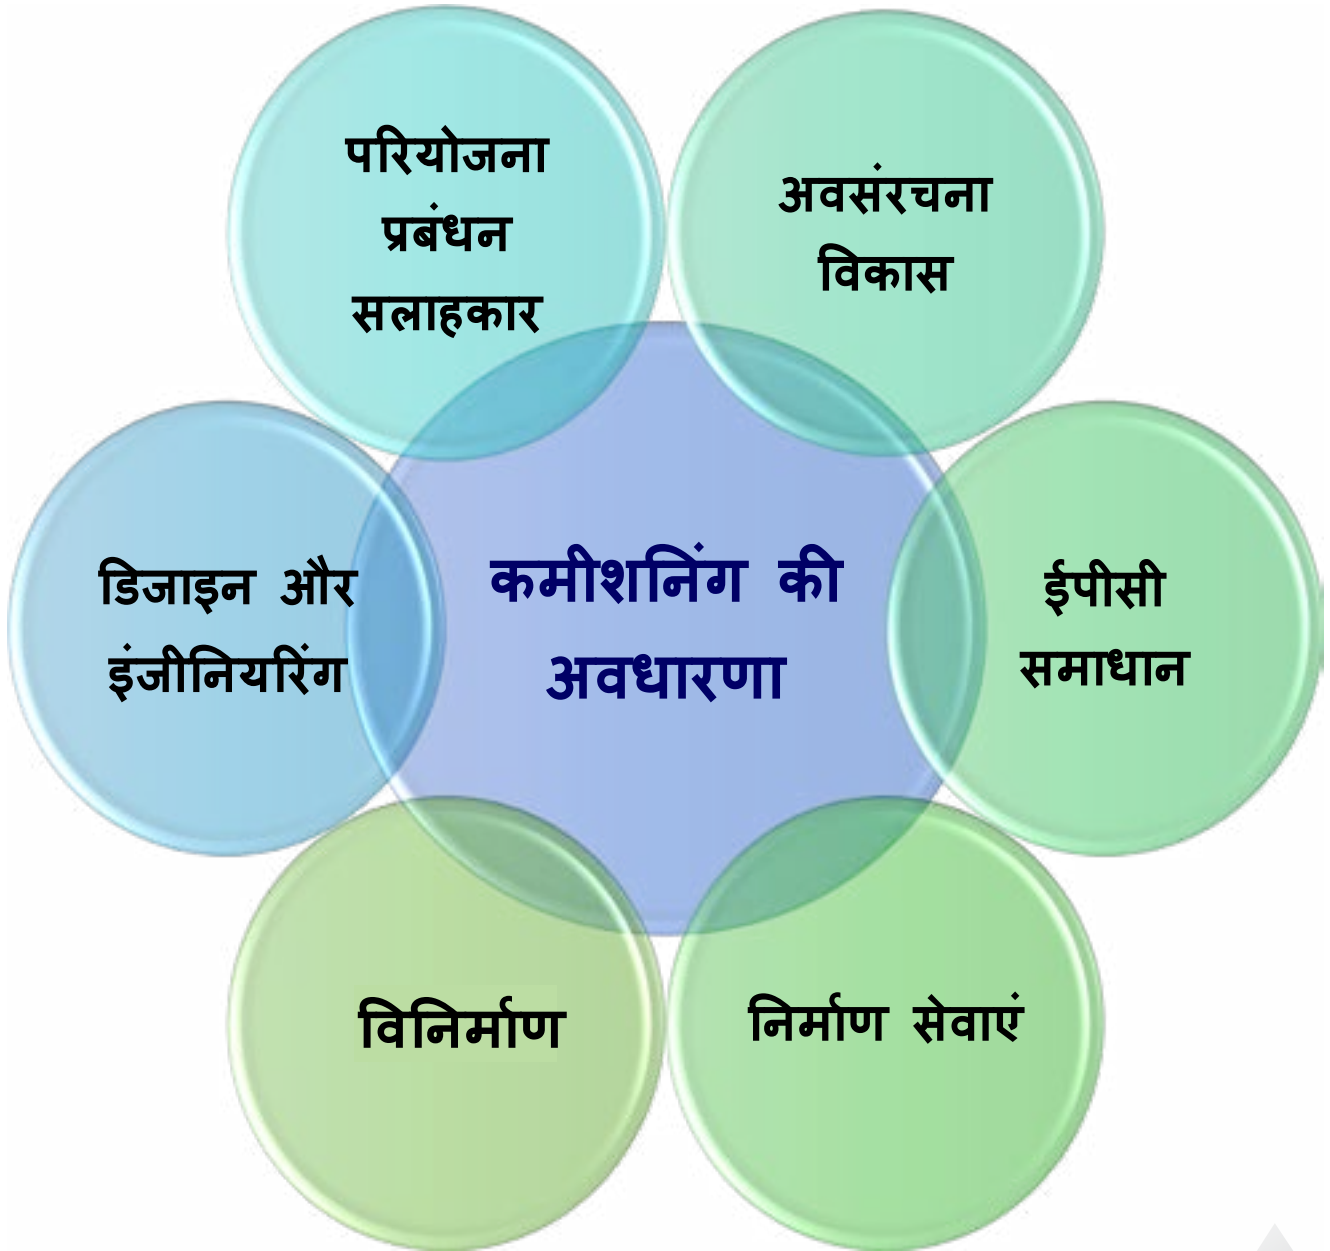 परियोजना
प्रबंधन
सलाहकार
अवसंरचना
विकास
डिजाइन और
इंजीनियरिंग
कमीशनिंग की
अवधारणा
ईपीसी
समाधान
विनिर्माण
निर्माण सेवाएं